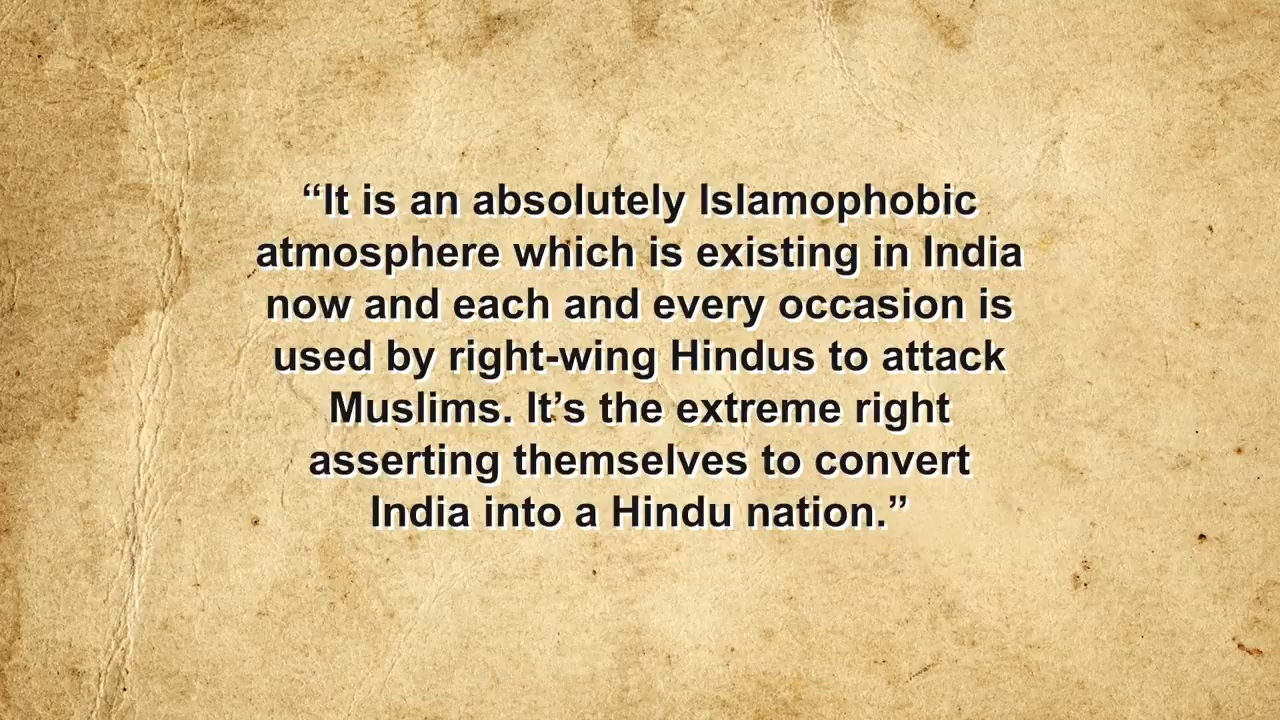 “It is an absolutely Islamophobic
atmosphere which is existing in India
now and each and every occasion is
used by right-wing Hindus to attack
Muslims. It’s the extreme right
asserting themselves to convert
India into a Hindu nation.”